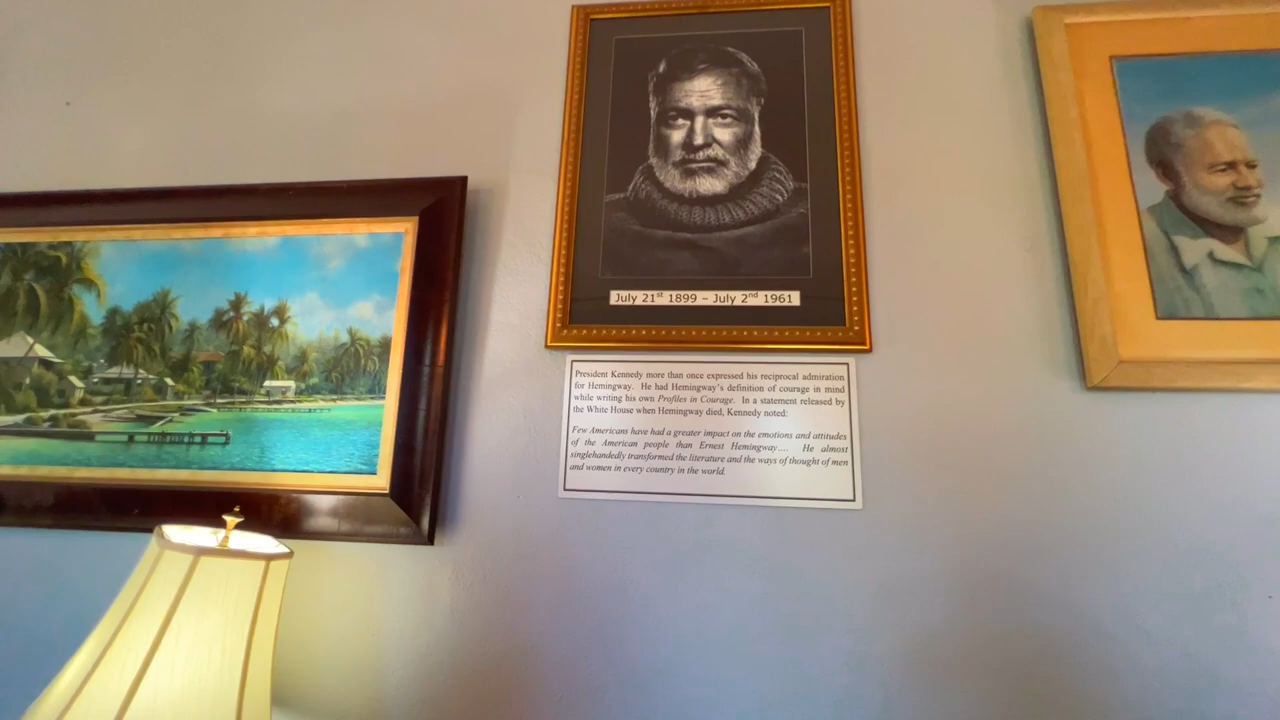 July 21st 1899 – July 2nd 1961
President Kennedy more than once expressed his reciprocal admiration
for Hemingway. He had Hemingway's definition of courage in mind
while writing his own Profiles in Courage. In a statement released by
the White House when Hemingway died, Kennedy noted:
Few Americans have had a greater impact on the emotions and attitudes
of the American people than Ernest Hemingway.... He almost
singlehandedly transformed the literature and the ways of thought of men
and women in every country in the world.